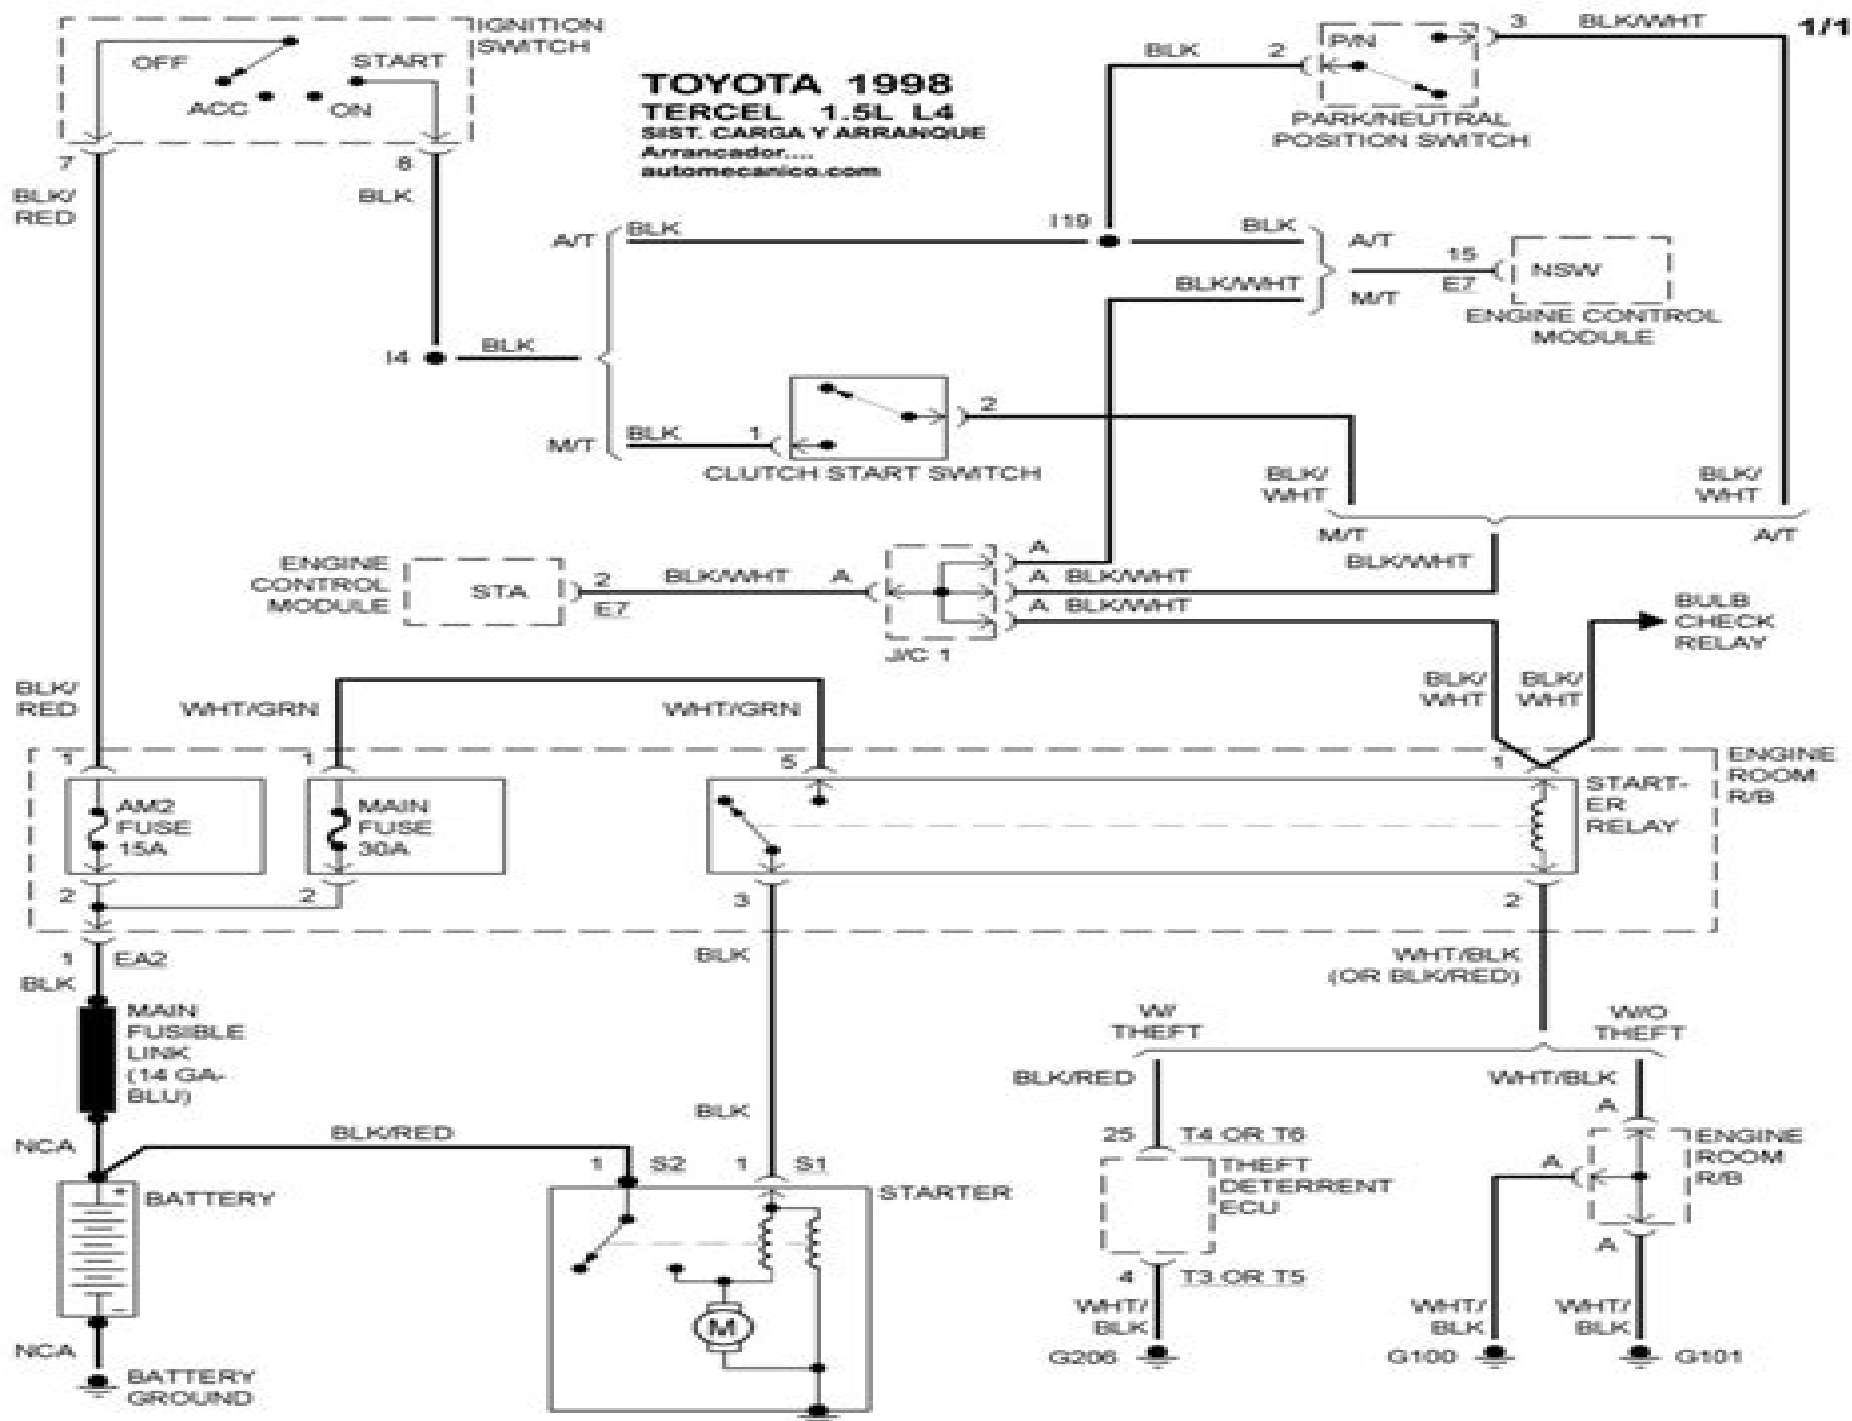 IGNITION
SWITCH
OFF
START
ACC
ON
7
8
BLK/
RED
BLK
TOYOTA 1998
TERCEL 1.5L L4
SIST. CARGA Y ARRANQUE
Arrancador....
automecanico.com
1/1
BLK
2
P/N
3
BLK/WHT
PARK/NEUTRAL
POSITION SWITCH
A/T
BLK
I19
BLK
A/T
BLK/WHT
M/T
15
E7
NSW
ENGINE CONTROL
MODULE
I4
BLK
M/T
BLK
1
2
CLUTCH START SWITCH
BLK/
WHT
BLK/
WHT
M/T
A/T
BLK/WHT
ENGINE
CONTROL
MODULE
STA
2
E7
BLK/WHT
A
A
A
BLK/WHT
A
BLK/WHT
J/C 1
BULB
CHECK
RELAY
BLK/
WHT
BLK/
WHT
BLK/
RED
WHT/GRN
WHT/GRN
1
1
5
1
ENGINE
ROOM
R/B
AM2
FUSE
15A
MAIN
FUSE
30A
START-
ER
RELAY
2
2
3
2
1
EA2
BLK
BLK
WHT/BLK
(OR BLK/RED)
MAIN
FUSIBLE
LINK
(14 GA-
BLU)
W/
THEFT
W/O
THEFT
BLK/RED
WHT/BLK
BLK
A
NCA
BLK/RED
1
S2
1
S1
25
T4 OR T6
ENGINE
ROOM
R/B
A
BATTERY
+
-
STARTER
THEFT
DETERRENT
ECU
A
4
T3 OR T5
M
WHT/
BLK
WHT/
BLK
WHT/
BLK
NCA
G206
G100
G101
BATTERY
GROUND